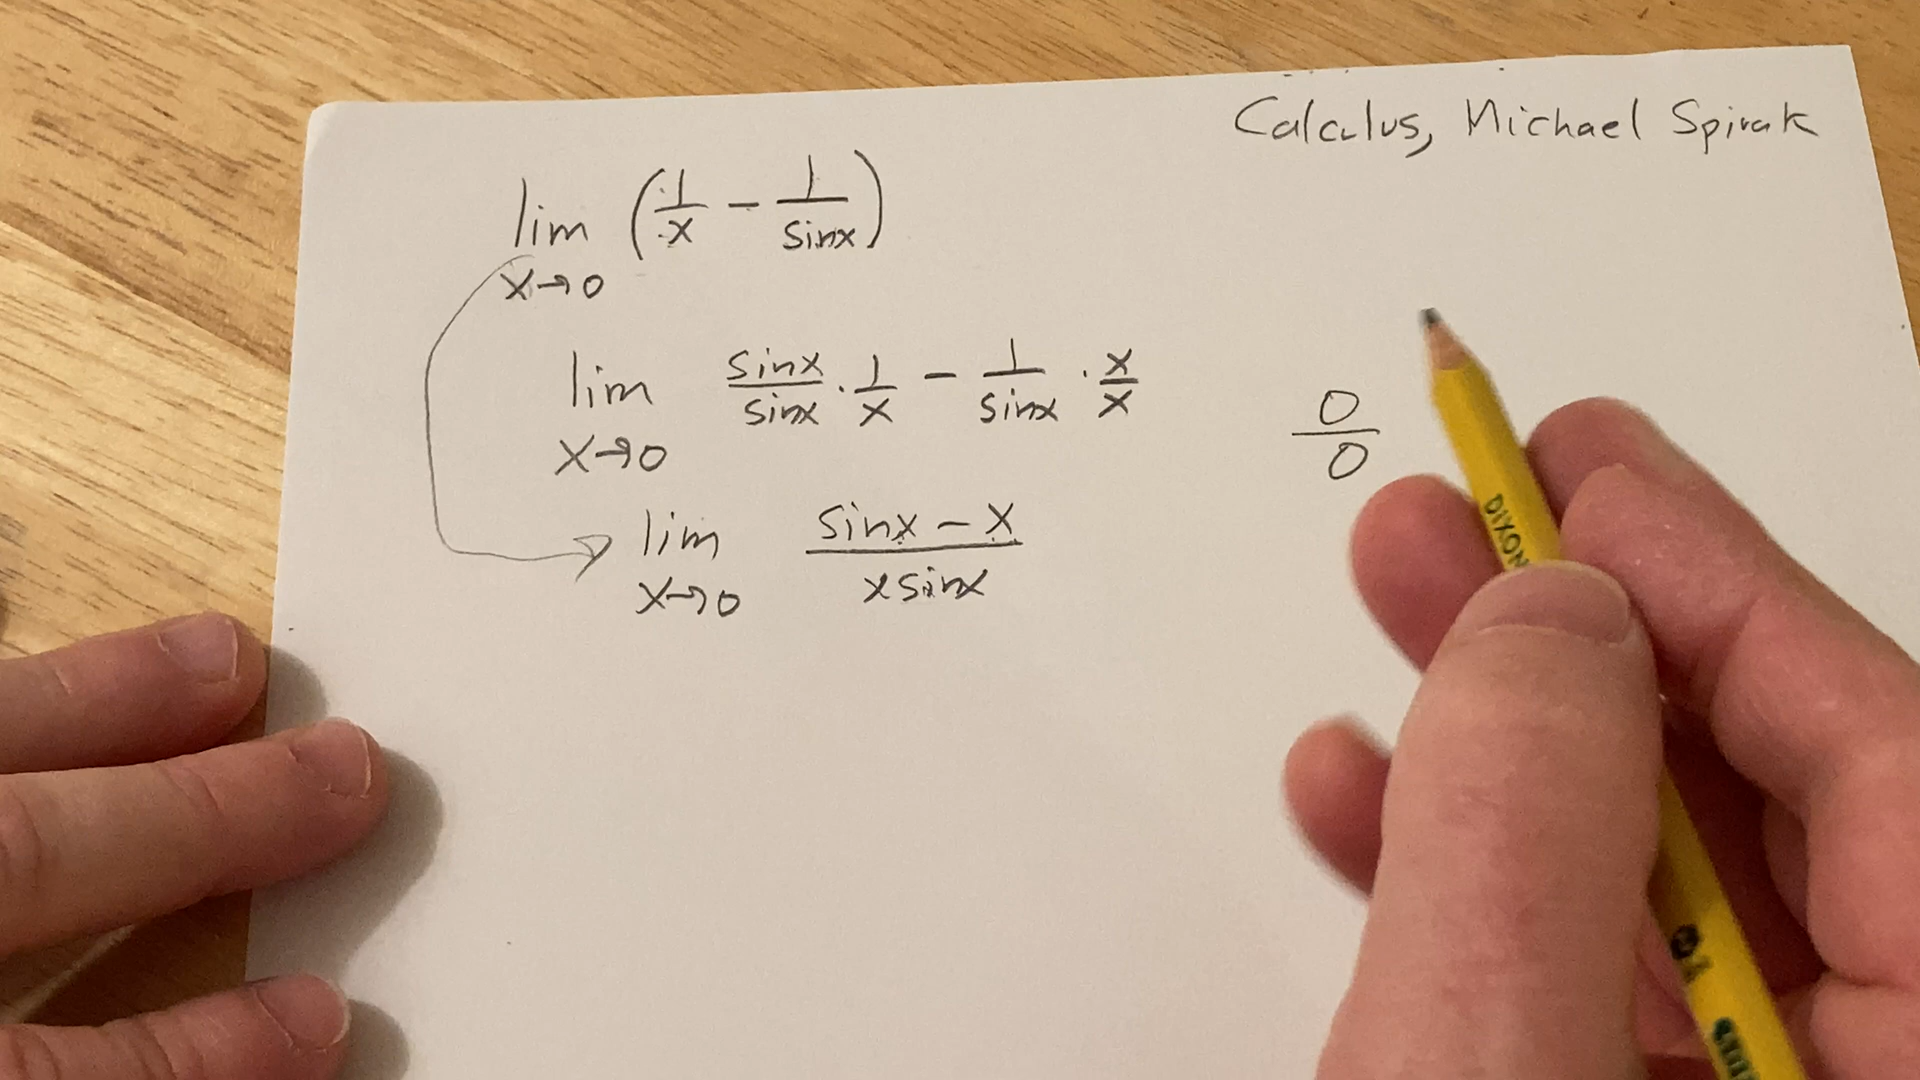 Calculus, Michael Spivak
lim x→0 (1/x - 1/sinx)
lim x→0 sinx/sinx · 1/x - 1/sinx · x/x
0/0
lim x→0 (sinx - x)/(x sinx)
DIXON